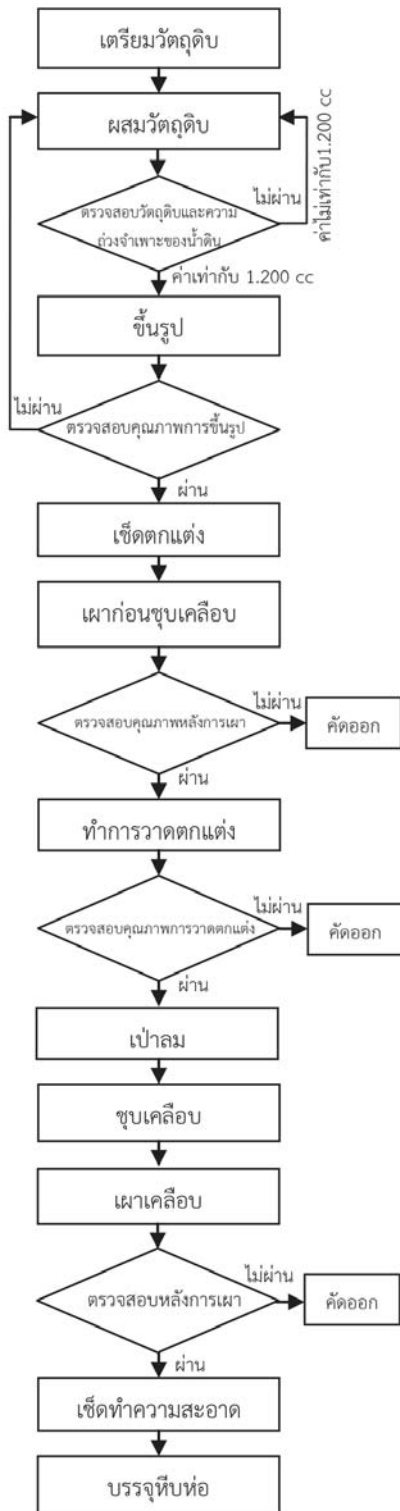 เตรียมวัตถุดิบ
ผสมวัตถุดิบ
ไม่ผ่าน
ค่าไม่เท่ากับ1.200 cc
ตรวจสอบวัตถุดิบและความ
ถ่วงจำเพาะของน้ำดิน
ค่าเท่ากับ 1.200 cc
ขึ้นรูป
ไม่ผ่าน
ตรวจสอบคุณภาพการขึ้นรูป
ผ่าน
เช็ดตกแต่ง
เผาก่อนชุบเคลือบ
ไม่ผ่าน
ตรวจสอบคุณภาพหลังการเผา
คัดออก
ผ่าน
ทำการวาดตกแต่ง
ไม่ผ่าน
ตรวจสอบคุณภาพการวาดตกแต่ง
คัดออก
ผ่าน
เป่าลม
ชุบเคลือบ
เผาเคลือบ
ไม่ผ่าน
ตรวจสอบหลังการเผา
คัดออก
ผ่าน
เช็ดทำความสะอาด
บรรจุหีบห่อ